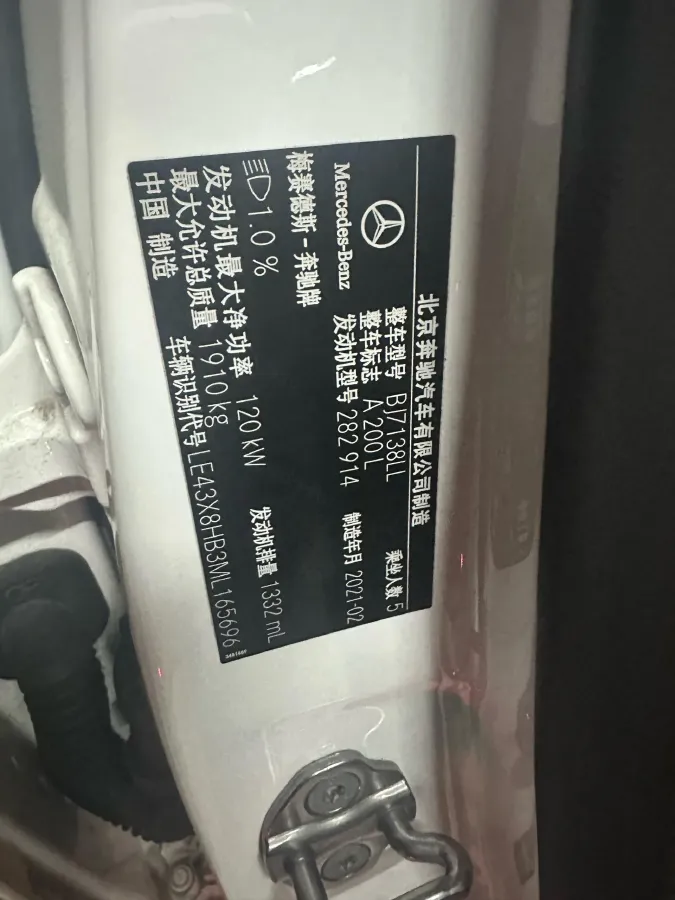 北京奔驰汽车有限公司制造
Mercedes-Benz
整车型号 BJ7138LL 乘坐人数 5
整车标志 A 200 L
发动机型号 282 914 制造年月 2021-02
梅赛德斯-奔驰牌
1.0 %
发动机最大净功率 120 kW 发动机排量 1332 mL
最大允许总质量 1910 kg
中国 制造 车辆识别代号 LE43X8HB3ML165696